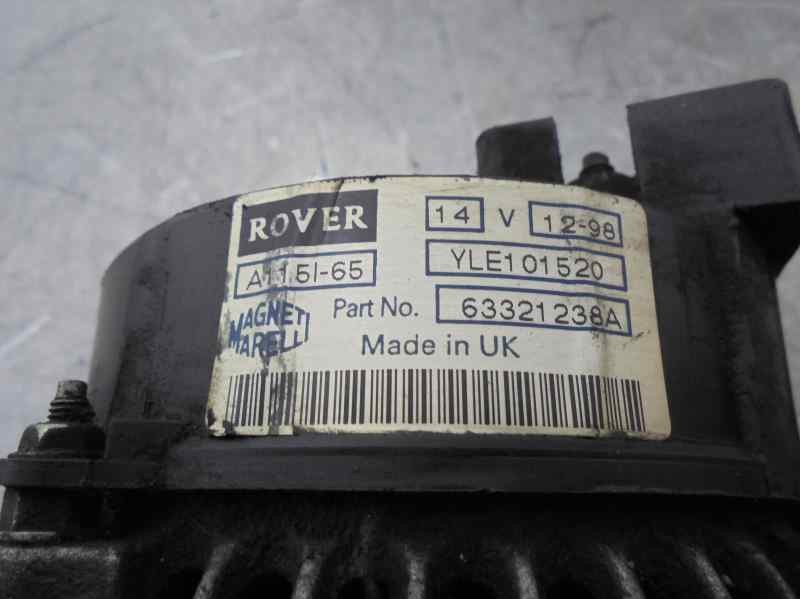 ROVER 14 V 12-98
A115I-65 YLE101520
MAGNETI MARELLI Part No. 63321238A
Made in UK